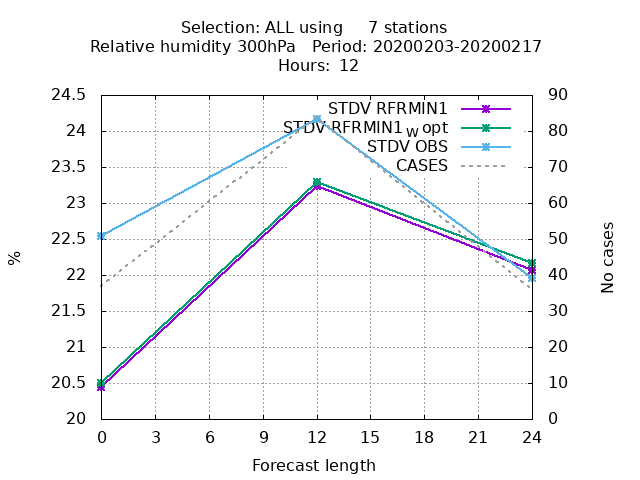 Selection: ALL using 7 stations
Relative humidity 300hPa Period: 20200203-20200217
Hours: 12
24.5 90
STDV RFRMIN1
24 STDV RFRMIN1 w opt 80
STDV OBS
23.5 CASES 70
23 60
22.5 50
% No cases
22 40
21.5 30
21 20
20.5 10
20 0
0 3 6 9 12 15 18 21 24
Forecast length